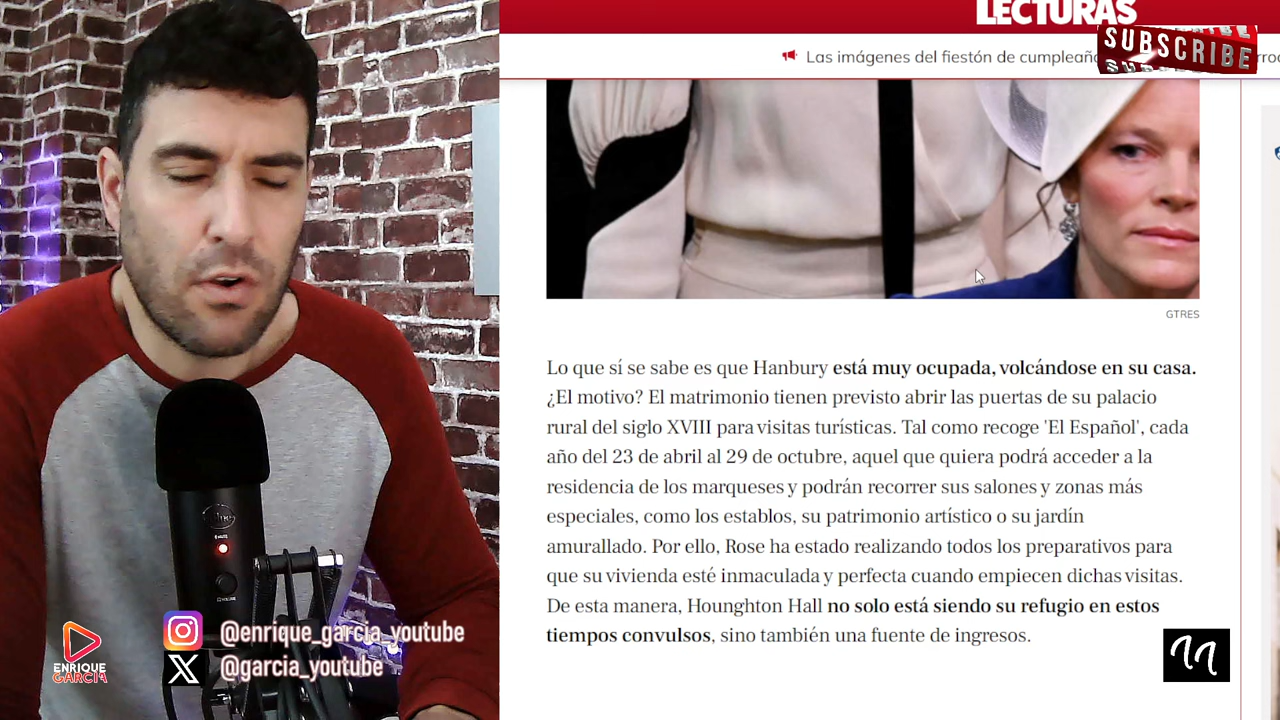 LECTURAS
Las imágenes del fiestón de cumpleaño
SUBSCRIBE
GTRES
Lo que sí se sabe es que Hanbury está muy ocupada, volcándose en su casa.
¿El motivo? El matrimonio tienen previsto abrir las puertas de su palacio
rural del siglo XVIII para visitas turísticas. Tal como recoge 'El Español', cada
año del 23 de abril al 29 de octubre, aquel que quiera podrá acceder a la
residencia de los marqueses y podrán recorrer sus salones y zonas más
especiales, como los establos, su patrimonio artístico o su jardín
amurallado. Por ello, Rose ha estado realizando todos los preparativos para
que su vivienda esté inmaculada y perfecta cuando empiecen dichas visitas.
De esta manera, Hounghton Hall no solo está siendo su refugio en estos
tiempos convulsos, sino también una fuente de ingresos.
@enrique_garcia_youtube
@garcia_youtube
ENRIQUE
GARCIA